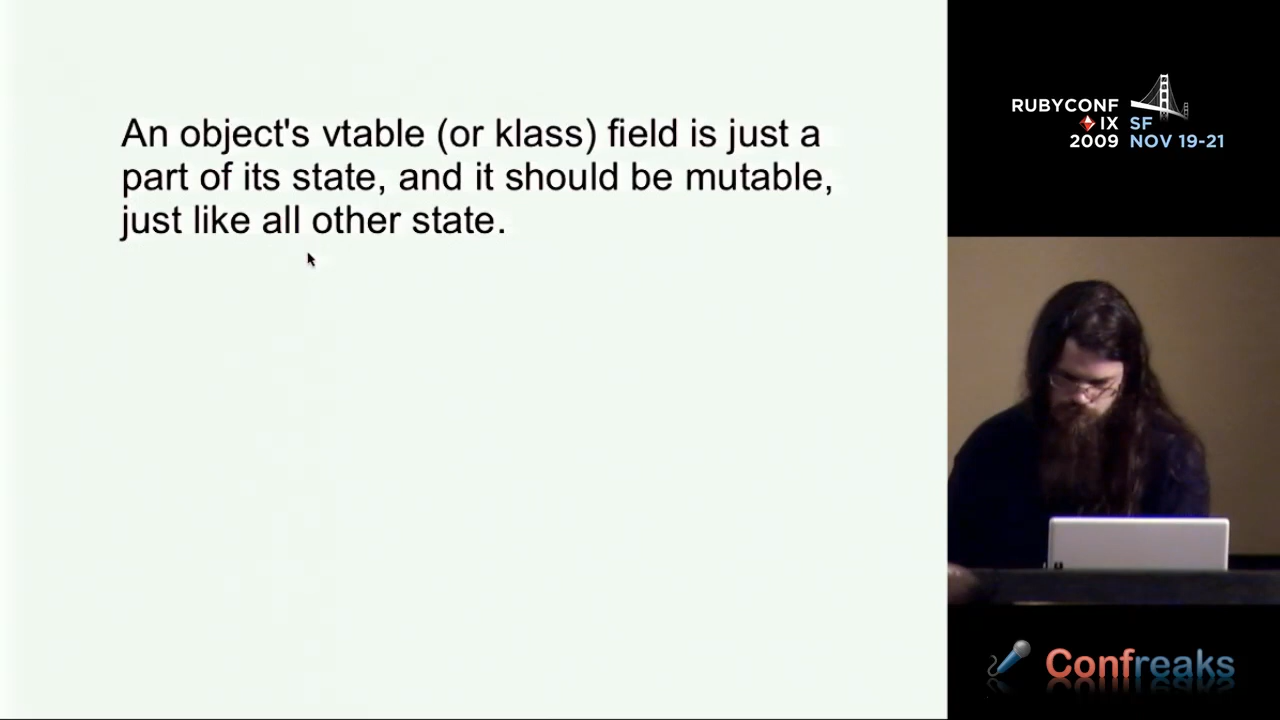 An object's vtable (or klass) field is just a
part of its state, and it should be mutable,
just like all other state.
RUBYCONF
IX SF
2009 NOV 19-21
Confreaks